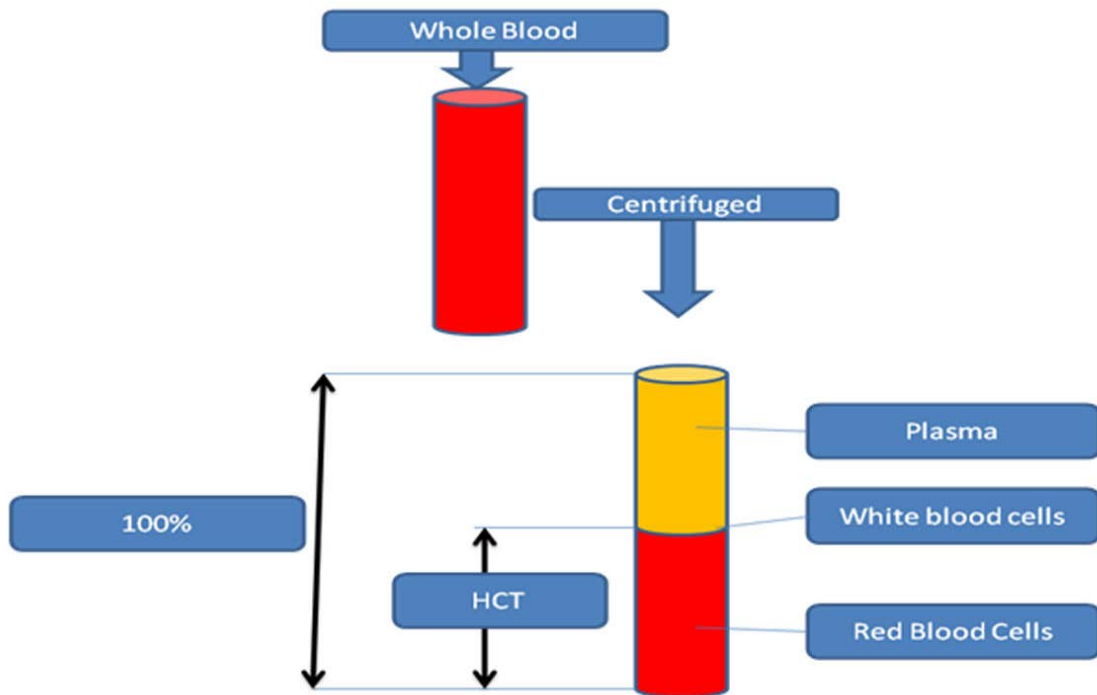 Whole Blood
Centrifuged
Plasma
100%
White blood cells
HCT
Red Blood Cells